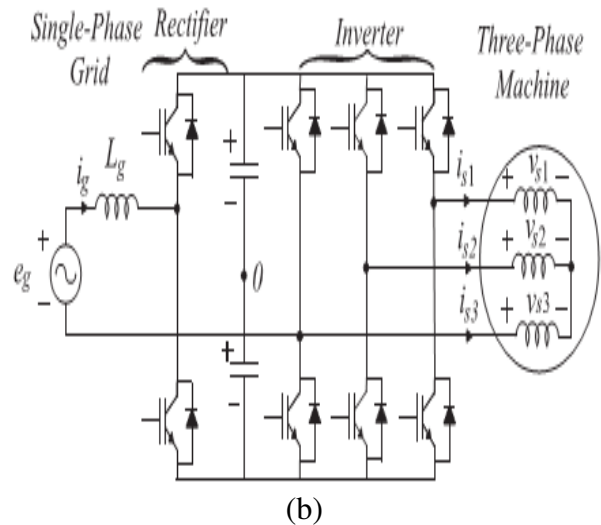 Single-Phase Grid
Rectifier
Inverter
Three-Phase Machine
i_g
L_g
e_g
+
−
+
−
0
+
−
i_s1
i_s2
i_s3
+ v_s1 −
+ v_s2 −
+ v_s3 −
(b)